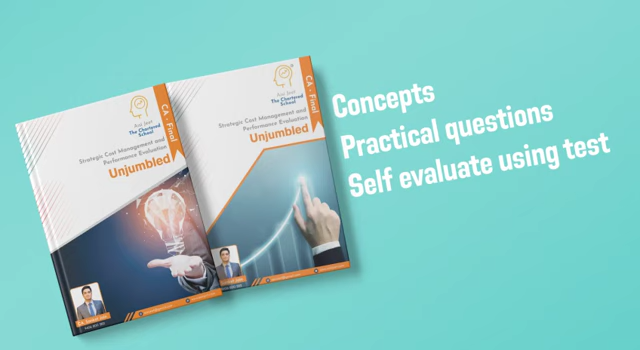 CA - Final
The Chartered
School
Strategic Cost Management and
Performance Evaluation
Unjumbled
CA - Final
The Chartered
School
Strategic Cost Management and
Performance Evaluation
Unjumbled
Concepts
Practical questions
Self evaluate using test